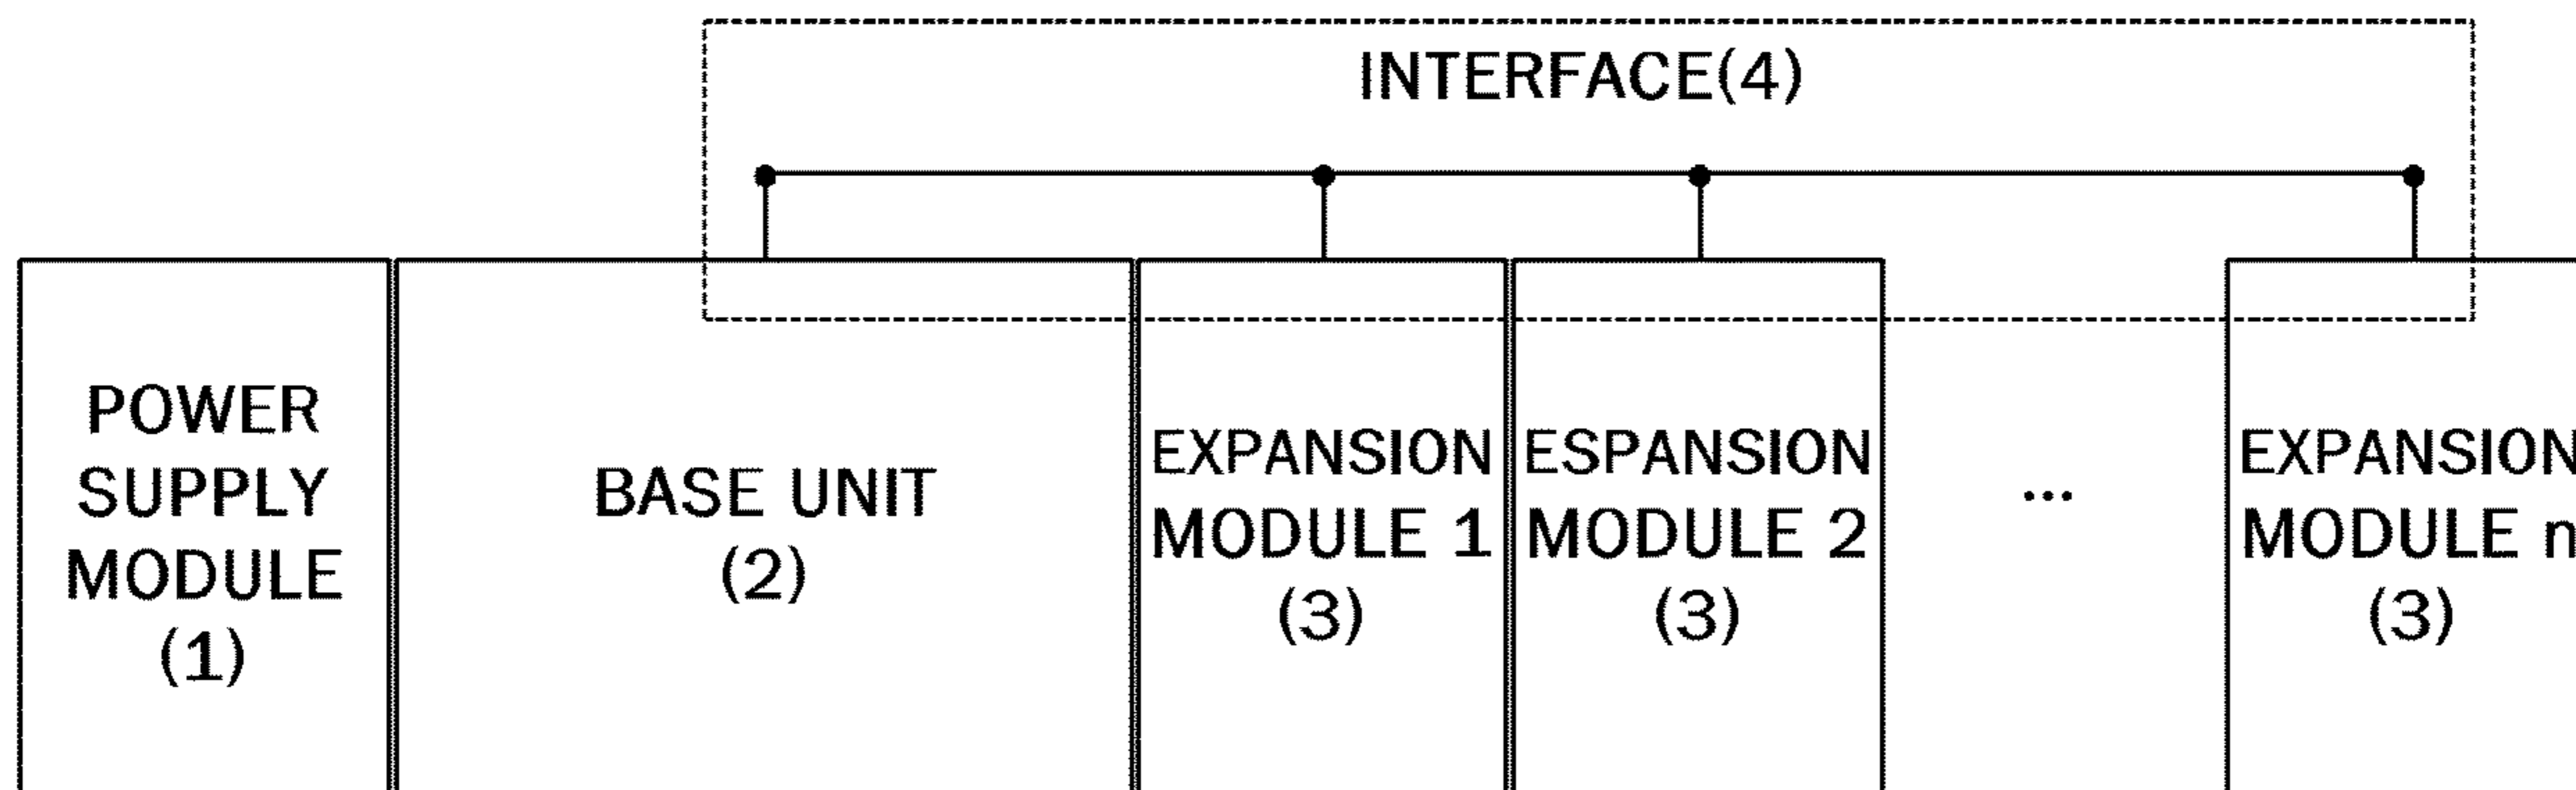 INTERFACE(4)
POWER
SUPPLY
MODULE
(1)
BASE UNIT
(2)
EXPANSION
MODULE 1
(3)
ESPANSION
MODULE 2
(3)
...
EXPANSION
MODULE n
(3)